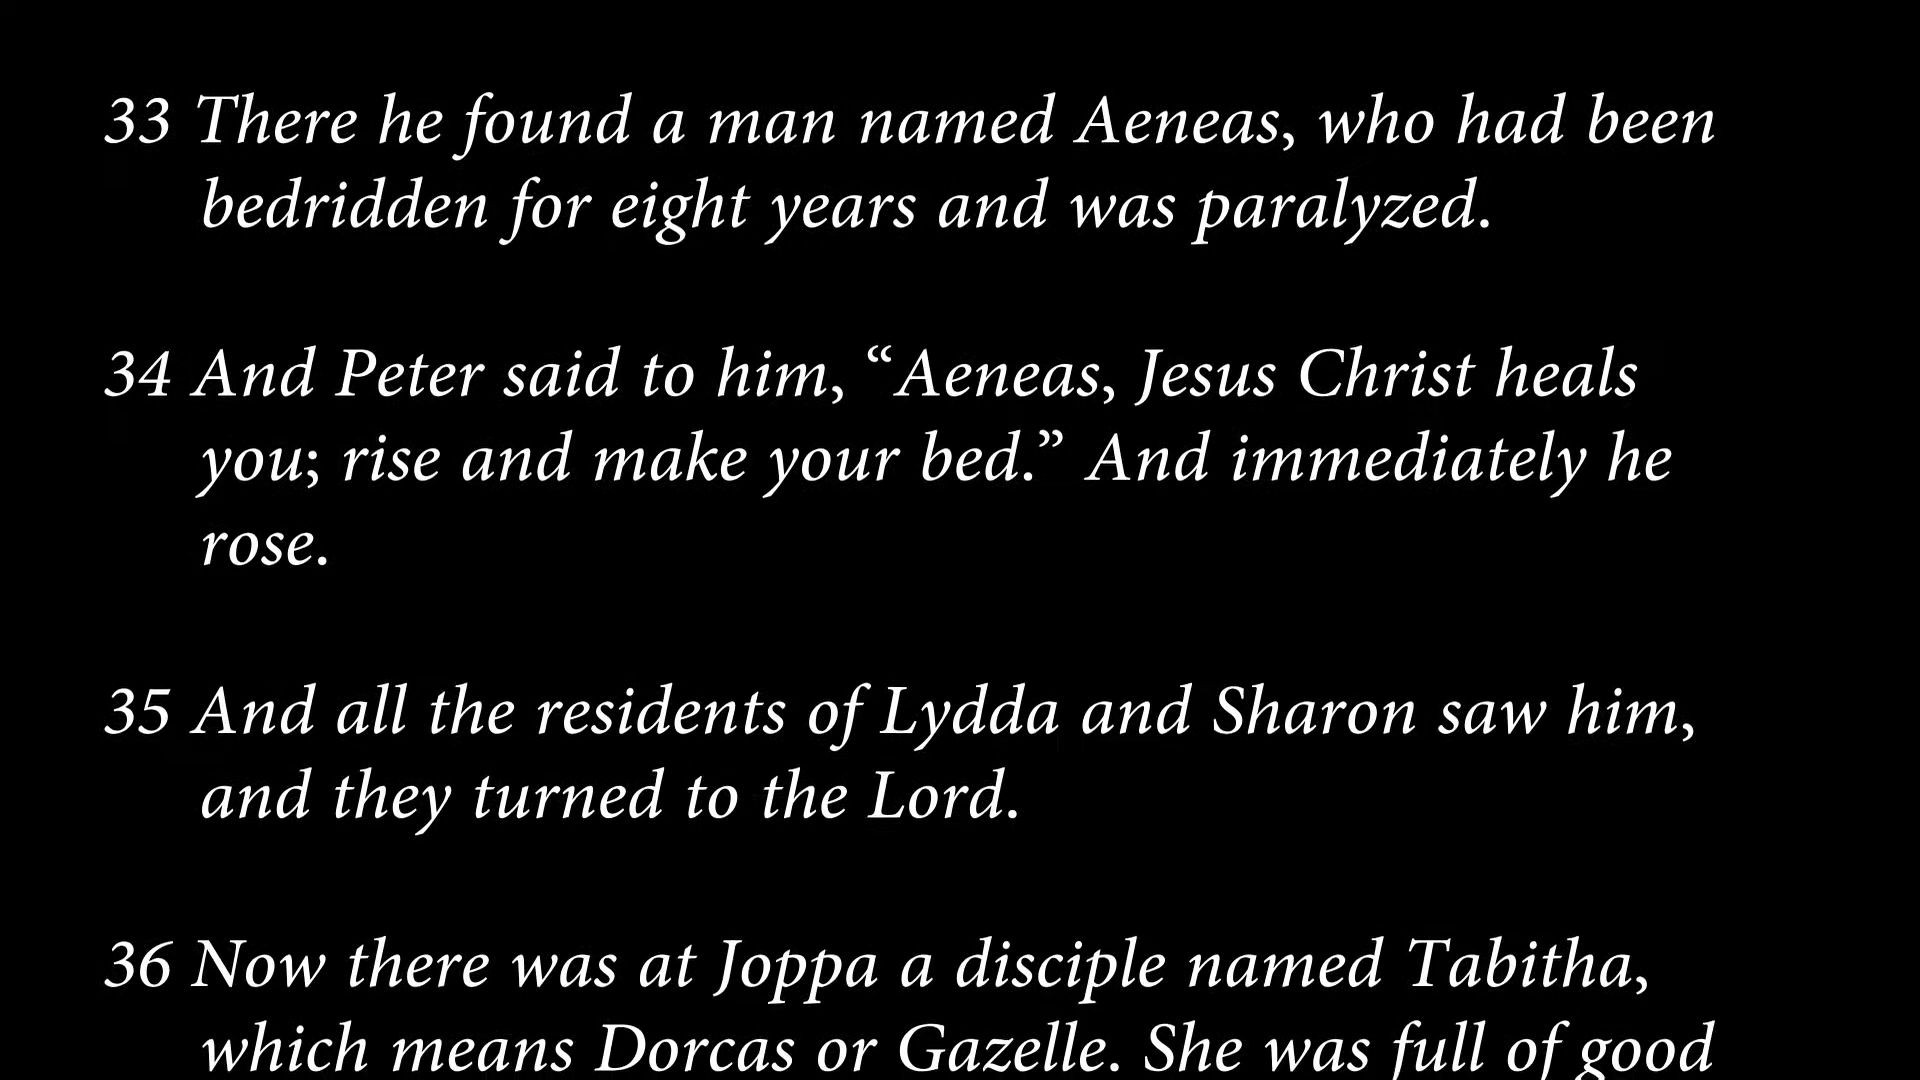 33 There he found a man named Aeneas, who had been
bedridden for eight years and was paralyzed.
34 And Peter said to him, “Aeneas, Jesus Christ heals
you; rise and make your bed.” And immediately he
rose.
35 And all the residents of Lydda and Sharon saw him,
and they turned to the Lord.
36 Now there was at Joppa a disciple named Tabitha,
which means Dorcas or Gazelle. She was full of good